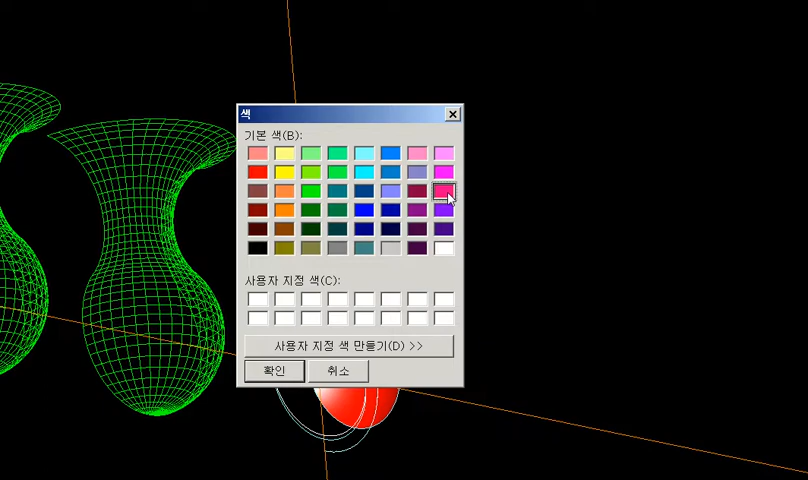 색
기본 색(B):
사용자 지정 색(C):
사용자 지정 색 만들기(D) >>
확인
취소